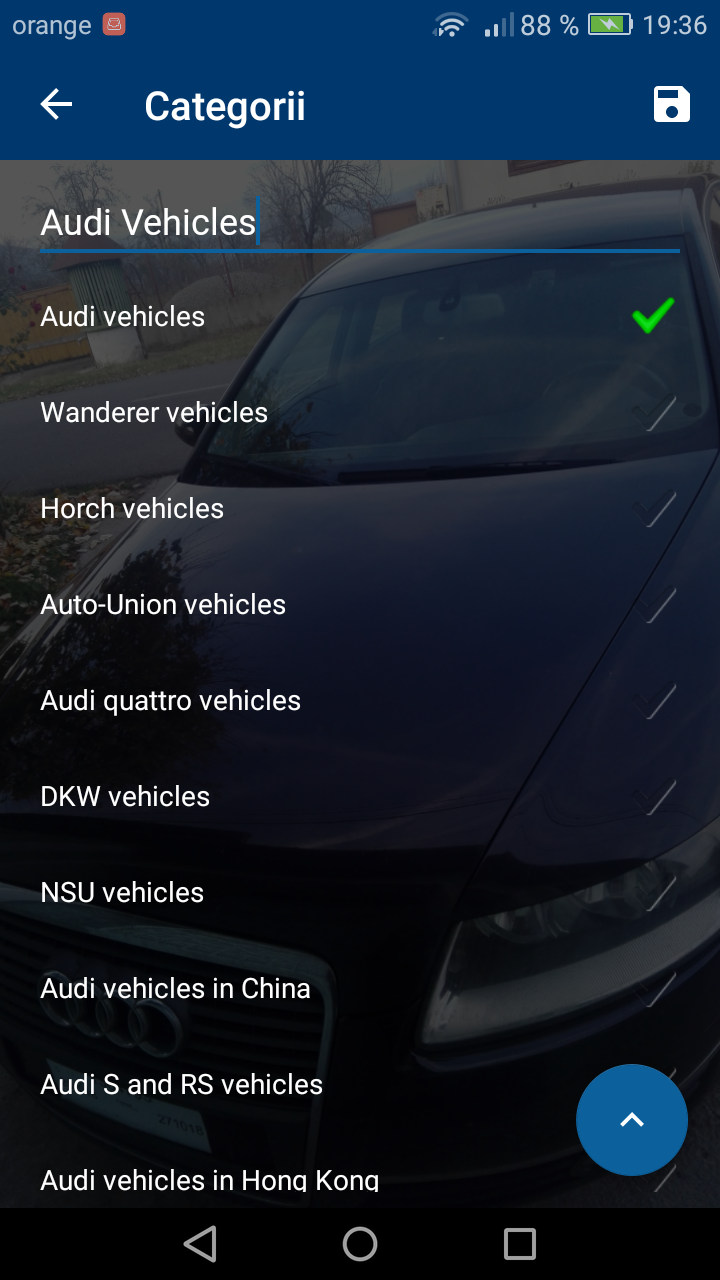 orange 88 % 19:36
Categorii
Audi Vehicles
Audi vehicles
Wanderer vehicles
Horch vehicles
Auto-Union vehicles
Audi quattro vehicles
DKW vehicles
NSU vehicles
Audi vehicles in China
Audi S and RS vehicles
271018
Audi vehicles in Hong Kong